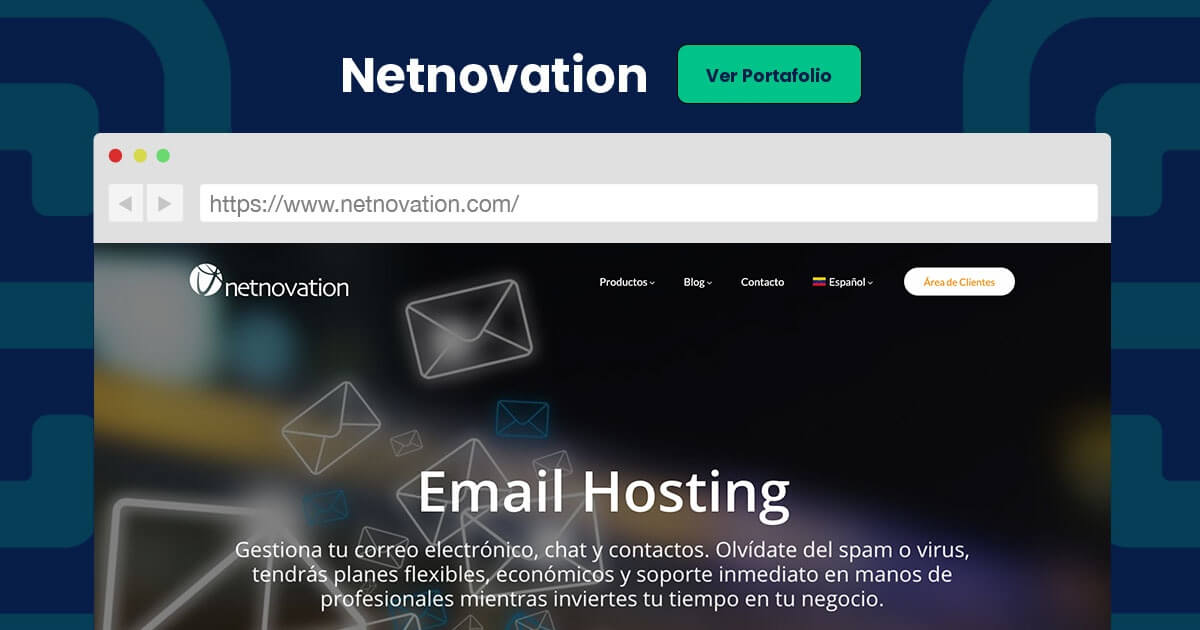 Netnovation
Ver Portafolio
https://www.netnovation.com/
netnovation
Productos
Blog
Contacto
Español
Área de Clientes
Email Hosting
Gestiona tu correo electrónico, chat y contactos. Olvídate del spam o virus,
tendrás planes flexibles, económicos y soporte inmediato en manos de
profesionales mientras inviertes tu tiempo en tu negocio.